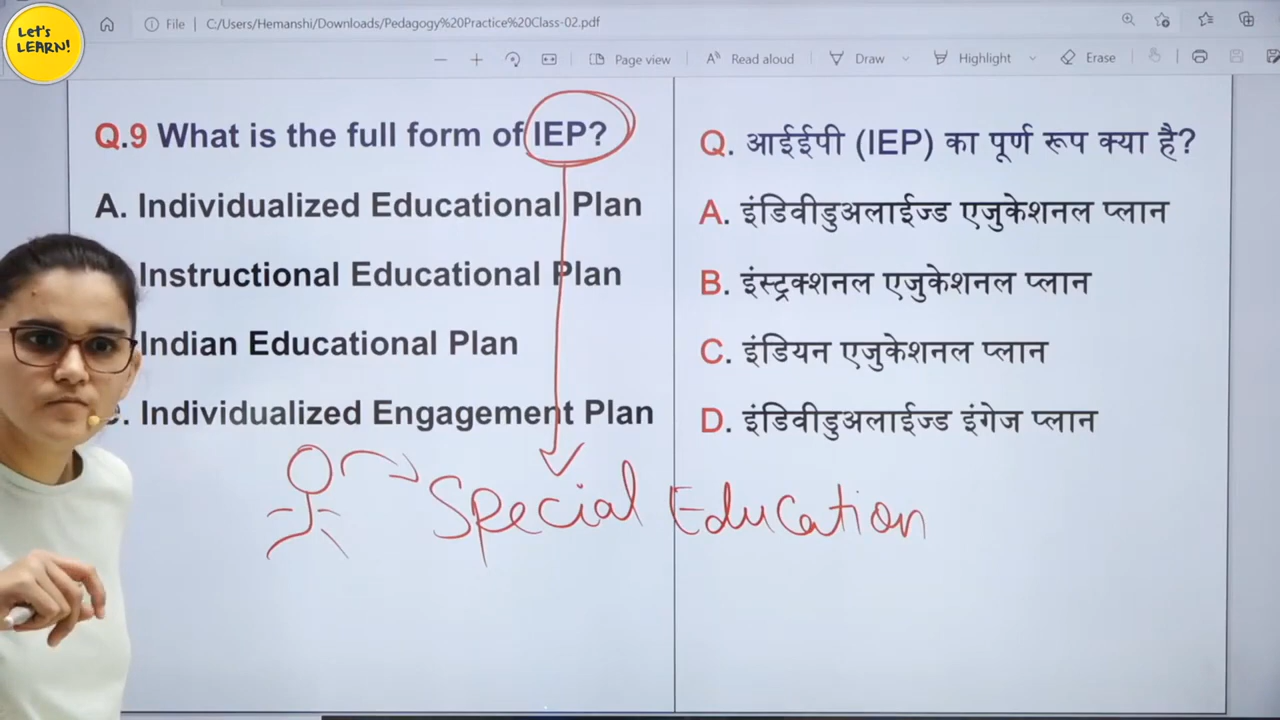 Let's
LEARN!
File
C:/Users/Hemanshi/Downloads/Pedagogy%20Practice%20Class-02.pdf
Page view
Read aloud
Draw
Highlight
Erase
Q.9 What is the full form of IEP?
A. Individualized Educational Plan
Instructional Educational Plan
Indian Educational Plan
Individualized Engagement Plan
Q. आईईपी (IEP) का पूर्ण रूप क्या है?
A. इंडिवीडुअलाईज्ड एजुकेशनल प्लान
B. इंस्ट्रक्शनल एजुकेशनल प्लान
C. इंडियन एजुकेशनल प्लान
D. इंडिवीडुअलाईज्ड इंगेज प्लान
Special Education